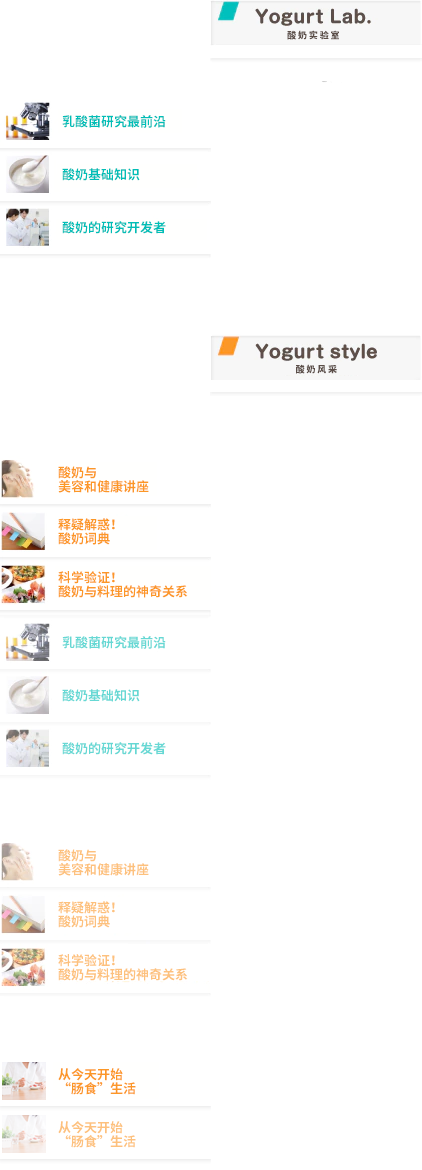 Yogurt Lab.
酸奶实验室
乳酸菌研究最前沿
酸奶基础知识
酸奶的研究开发者
Yogurt style
酸奶风采
酸奶与
美容和健康讲座
释疑解惑！
酸奶词典
科学验证！
酸奶与料理的神奇关系
乳酸菌研究最前沿
酸奶基础知识
酸奶的研究开发者
酸奶与
美容和健康讲座
释疑解惑！
酸奶词典
科学验证！
酸奶与料理的神奇关系
从今天开始
“肠食”生活
从今天开始
“肠食”生活